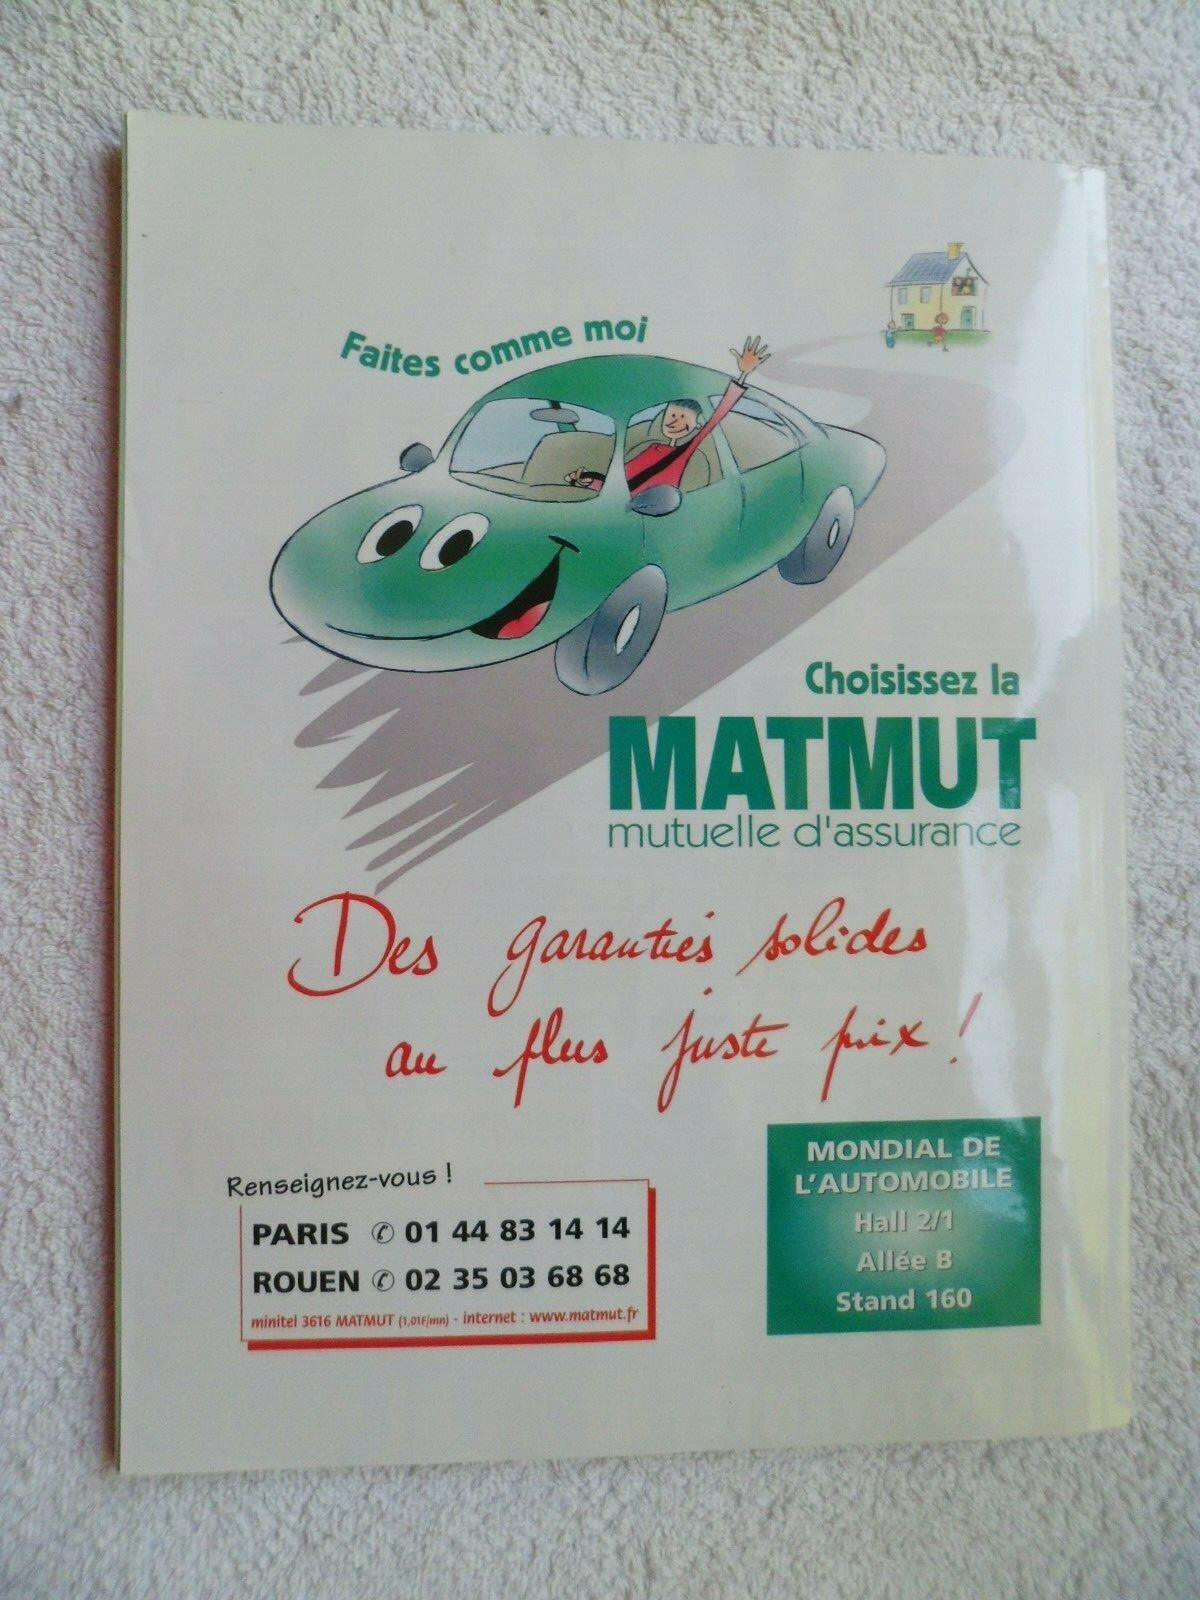 Faites comme moi
Choisissez la
MATMUT
mutuelle d'assurance
Des garanties solides
au plus juste prix !
Renseignez-vous !
PARIS ✆ 01 44 83 14 14
ROUEN ✆ 02 35 03 68 68
minitel 3616 MATMUT (1,01F/mn) - internet : www.matmut.fr
MONDIAL DE
L'AUTOMOBILE
Hall 2/1
Allée B
Stand 160